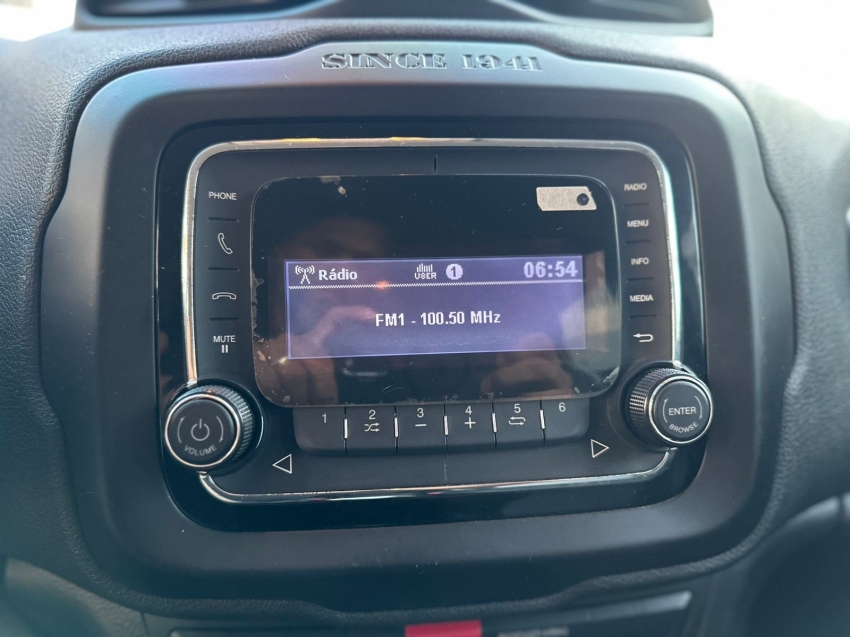 SINCE 1941
PHONE
RADIO
MENU
INFO
MEDIA
MUTE
Rádio
USER
1
06:54
FM1 - 100.50 MHz
1 2 3 4 5 6
VOLUME
ENTER
BROWSE